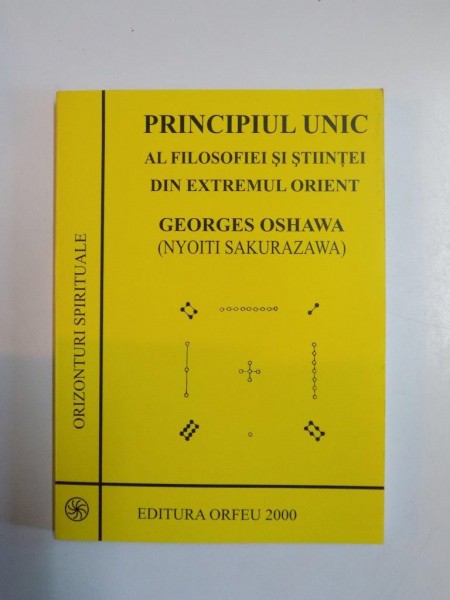 PRINCIPIUL UNIC
AL FILOSOFIEI ŞI ŞTIINŢEI
DIN EXTREMUL ORIENT
GEORGES OSHAWA
(NYOITI SAKURAZAWA)
ORIZONTURI SPIRITUALE
EDITURA ORFEU 2000